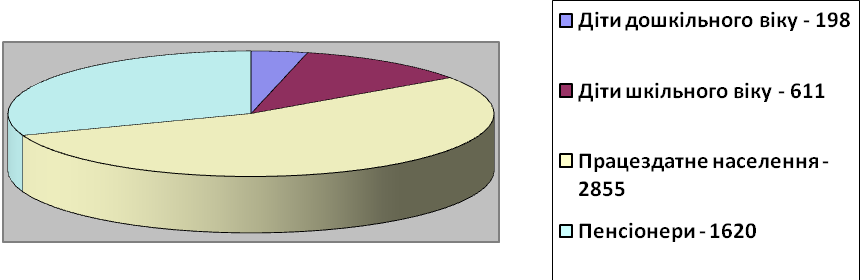 Діти дошкільного віку - 198
Діти шкільного віку - 611
Працездатне населення -
2855
Пенсіонери - 1620